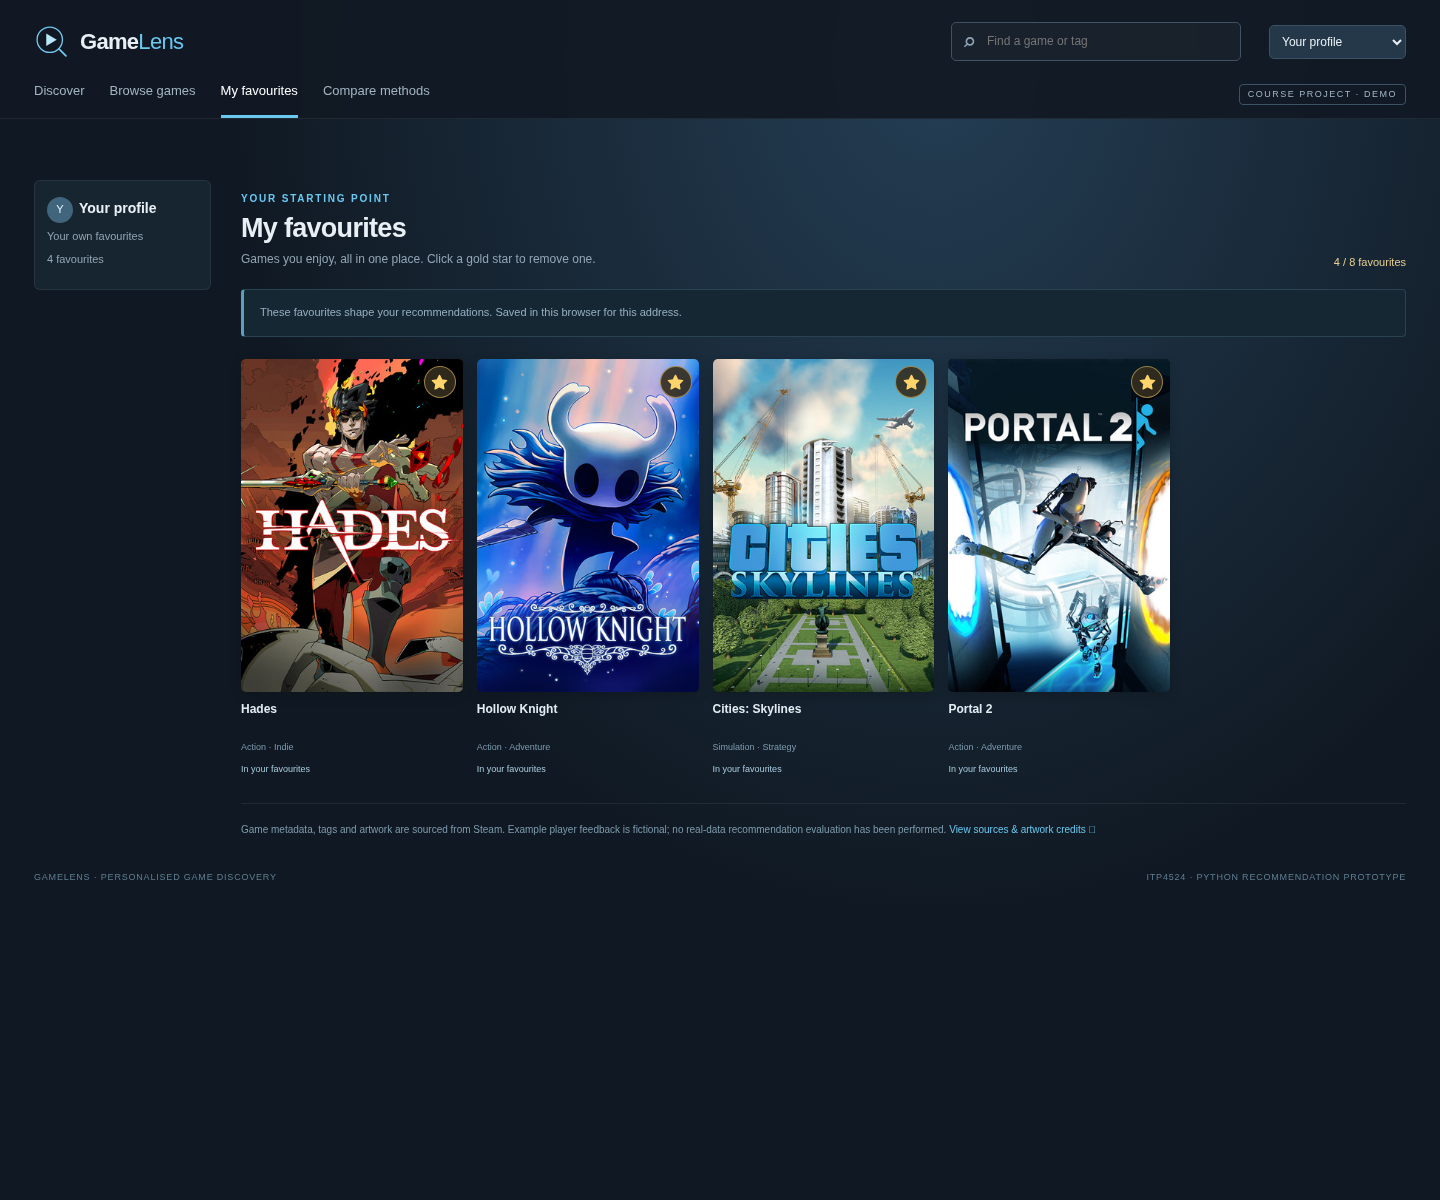 GameLens
Find a game or tag
Your profile
Discover
Browse games
My favourites
Compare methods
COURSE PROJECT · DEMO
Y
Your profile
Your own favourites
4 favourites
YOUR STARTING POINT
My favourites
Games you enjoy, all in one place. Click a gold star to remove one.
4 / 8 favourites
These favourites shape your recommendations. Saved in this browser for this address.
HADES
HOLLOW KNIGHT
CITIES
SKYLINES
PORTAL 2
Hades
Action · Indie
In your favourites
Hollow Knight
Action · Adventure
In your favourites
Cities: Skylines
Simulation · Strategy
In your favourites
Portal 2
Action · Adventure
In your favourites
Game metadata, tags and artwork are sourced from Steam. Example player feedback is fictional; no real-data recommendation evaluation has been performed. View sources & artwork credits
GAMELENS · PERSONALISED GAME DISCOVERY
ITP4524 · PYTHON RECOMMENDATION PROTOTYPE